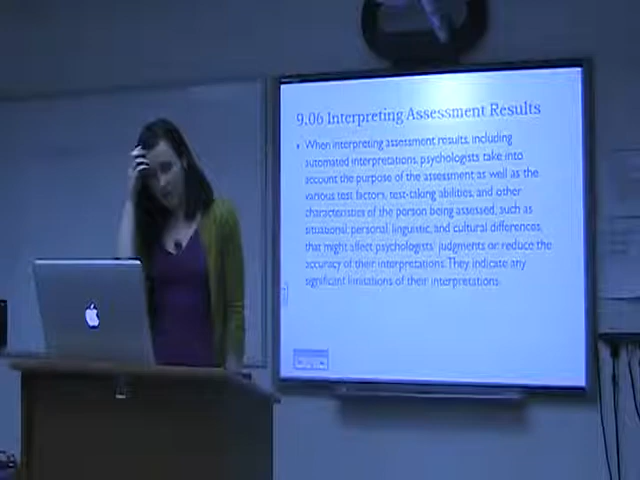 9.06 Interpreting Assessment Results
When interpreting assessment results, including
automated interpretations, psychologists take into
account the purpose of the assessment as well as the
various test factors, test-taking abilities, and other
characteristics of the person being assessed, such as
situational, personal, linguistic, and cultural differences,
that might affect psychologists' judgments or reduce the
accuracy of their interpretations. They indicate any
significant limitations of their interpretations.